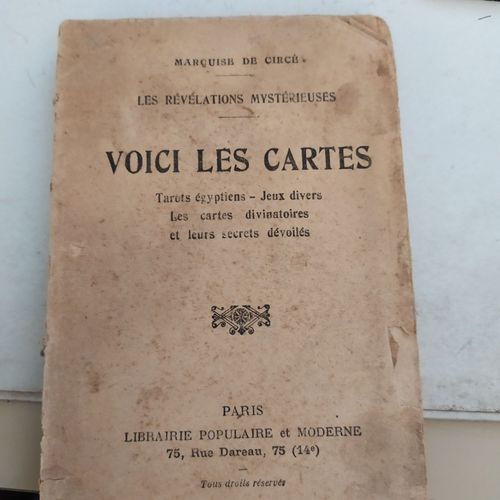 MARQUISE DE CIRCÉ
LES RÉVÉLATIONS MYSTÉRIEUSES
VOICI LES CARTES
Tarots égyptiens - Jeux divers
Les cartes divinatoires
et leurs secrets dévoilés
PARIS
LIBRAIRIE POPULAIRE et MODERNE
75, Rue Dareau, 75 (14e)
Tous droits réservés